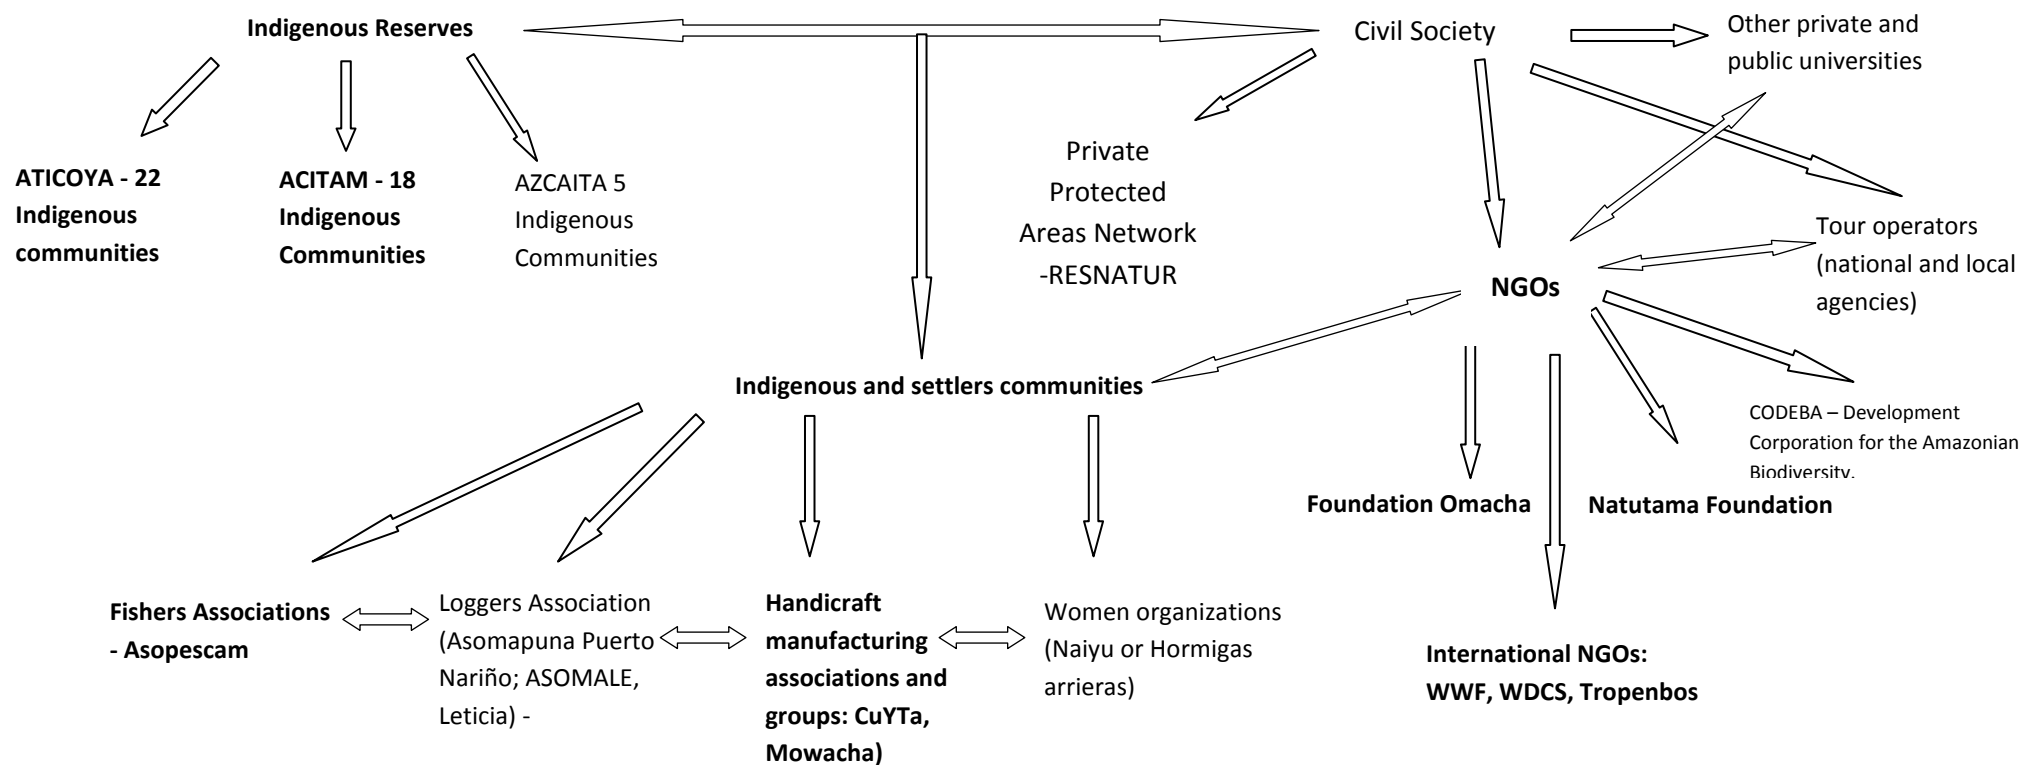 Indigenous Reserves
Civil Society
Other private and
public universities
ATICOYA - 22
Indigenous
communities
ACITAM - 18
Indigenous
Communities
AZCAITA 5
Indigenous
Communities
Private
Protected
Areas Network
-RESNATUR
Tour operators
(national and local
agencies)
NGOs
Indigenous and settlers communities
CODEBA – Development
Corporation for the Amazonian
Biodiversity.
Foundation Omacha
Natutama Foundation
Fishers Associations
- Asopescam
Loggers Association
(Asomapuna Puerto
Nariño; ASOMALE,
Leticia) -
Handicraft
manufacturing
associations and
groups: CuYTa,
Mowacha)
Women organizations
(Naiyu or Hormigas
arrieras)
International NGOs:
WWF, WDCS, Tropenbos